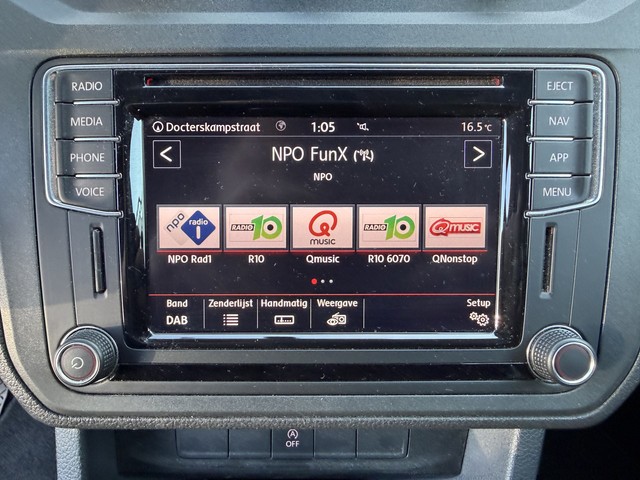 RADIO
MEDIA
PHONE
VOICE
EJECT
NAV
APP
MENU
Docterskampstraat 1:05 16.5°C
< NPO FunX >
NPO
npo radio 1
RADIO 10
Q MUSIC
RADIO 10
Q MUSIC
NPO Rad1 R10 Qmusic R10 6070 QNonstop
Band Zenderlijst Handmatig Weergave Setup
DAB
A
OFF